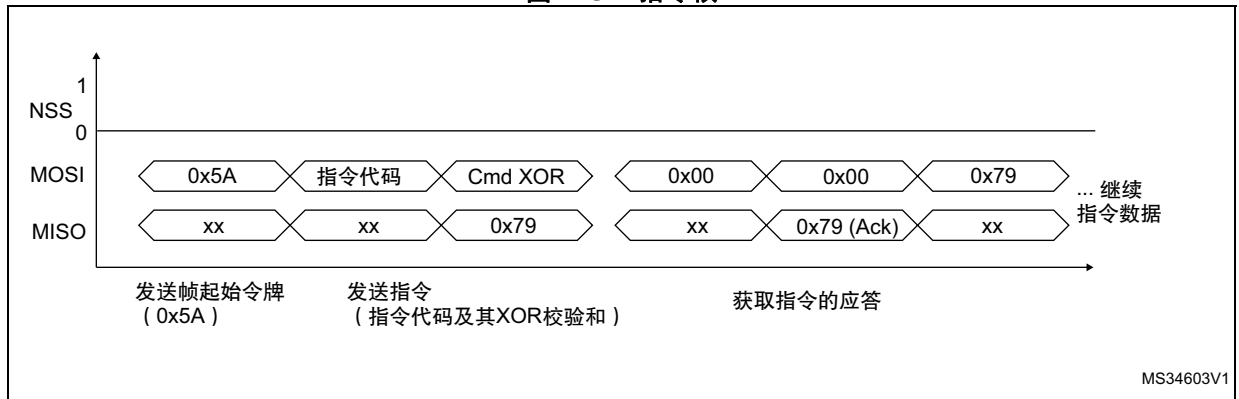 1
NSS
0
MOSI 0x5A 指令代码 Cmd XOR 0x00 0x00 0x79
... 继续
指令数据
MISO xx xx 0x79 xx 0x79 (Ack) xx
发送帧起始令牌
（0x5A）
发送指令
（指令代码及其XOR校验和）
获取指令的应答
MS34603V1